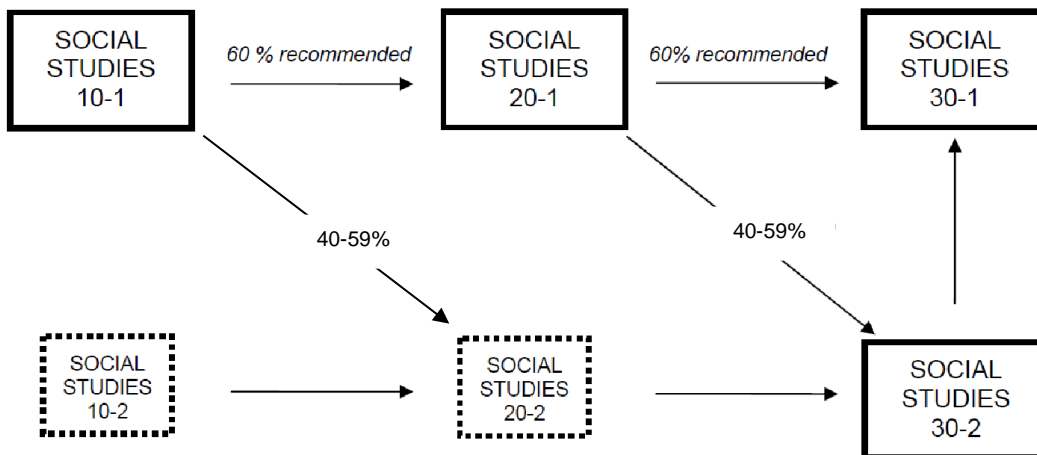 SOCIAL
STUDIES
10-1
60 % recommended
SOCIAL
STUDIES
20-1
60% recommended
SOCIAL
STUDIES
30-1
40-59%
40-59%
SOCIAL
STUDIES
10-2
SOCIAL
STUDIES
20-2
SOCIAL
STUDIES
30-2